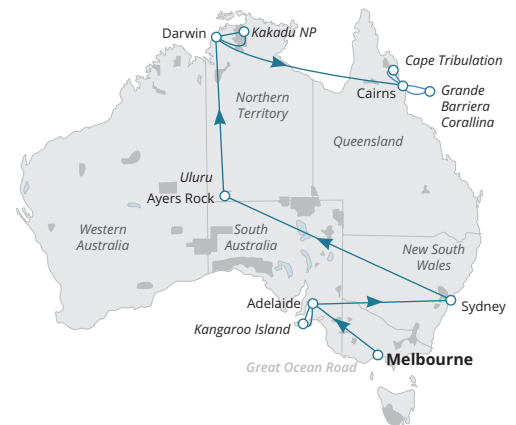 Darwin
Kakadu NP
Cape Tribulation
Cairns
Grande
Barriera
Corallina
Northern
Territory
Queensland
Uluru
Ayers Rock
Western
Australia
South
Australia
New South
Wales
Adelaide
Sydney
Kangaroo Island
Melbourne
Great Ocean Road